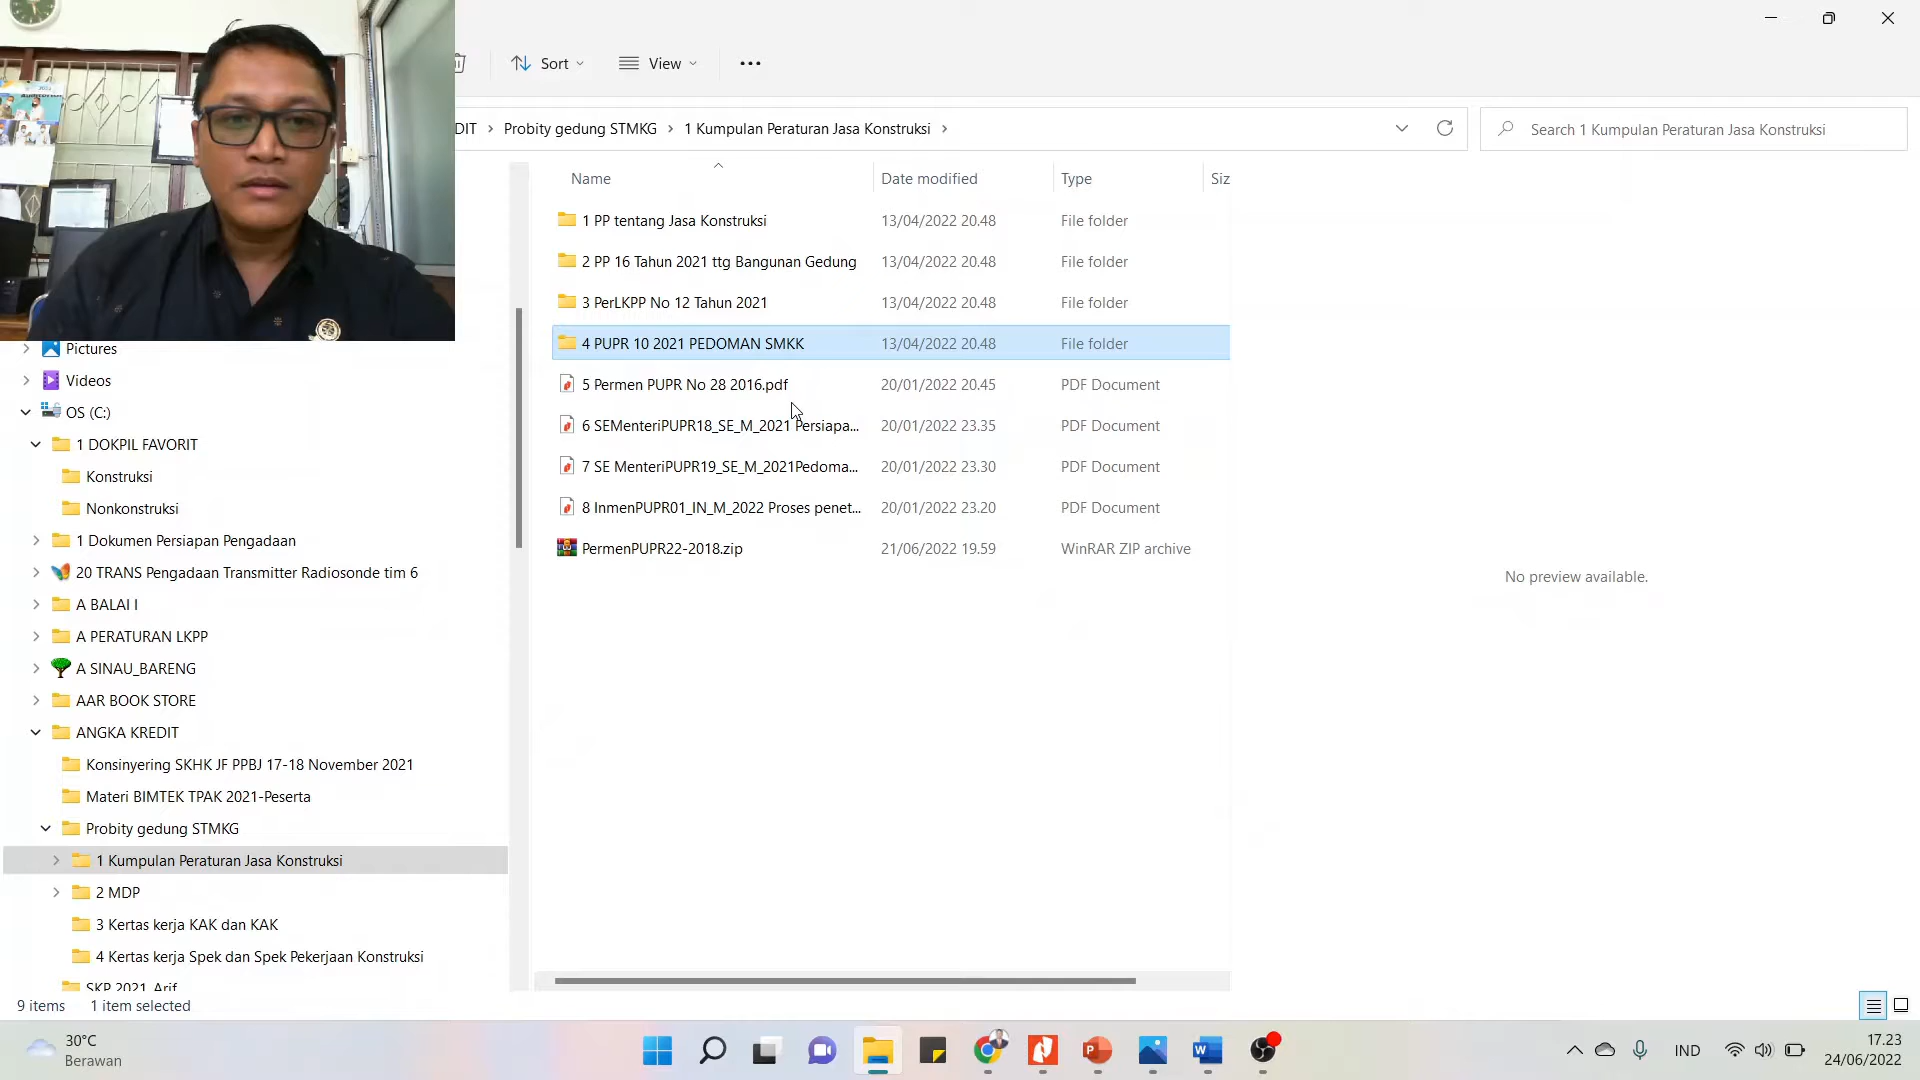 Sort
View
DIT > Probity gedung STMKG > 1 Kumpulan Peraturan Jasa Konstruksi >
Search 1 Kumpulan Peraturan Jasa Konstruksi
Name Date modified Type Siz
1 PP tentang Jasa Konstruksi 13/04/2022 20.48 File folder
2 PP 16 Tahun 2021 ttg Bangunan Gedung 13/04/2022 20.48 File folder
3 PerLKPP No 12 Tahun 2021 13/04/2022 20.48 File folder
4 PUPR 10 2021 PEDOMAN SMKK 13/04/2022 20.48 File folder
5 Permen PUPR No 28 2016.pdf 20/01/2022 20.45 PDF Document
6 SEMenteriPUPR18_SE_M_2021 Persiapa... 20/01/2022 23.35 PDF Document
7 SE MenteriPUPR19_SE_M_2021Pedoma... 20/01/2022 23.30 PDF Document
8 InmenPUPR01_IN_M_2022 Proses penet... 20/01/2022 23.20 PDF Document
PermenPUPR22-2018.zip 21/06/2022 19.59 WinRAR ZIP archive
No preview available.
Pictures
Videos
OS (C:)
1 DOKPIL FAVORIT
Konstruksi
Nonkonstruksi
1 Dokumen Persiapan Pengadaan
20 TRANS Pengadaan Transmitter Radiosonde tim 6
A BALAI I
A PERATURAN LKPP
A SINAU_BARENG
AAR BOOK STORE
ANGKA KREDIT
Konsinyering SKHK JF PPBJ 17-18 November 2021
Materi BIMTEK TPAK 2021-Peserta
Probity gedung STMKG
1 Kumpulan Peraturan Jasa Konstruksi
2 MDP
3 Kertas kerja KAK dan KAK
4 Kertas kerja Spek dan Spek Pekerjaan Konstruksi
SKP 2021 Arif
9 items 1 item selected
30°C
Berawan
IND
17.23
24/06/2022